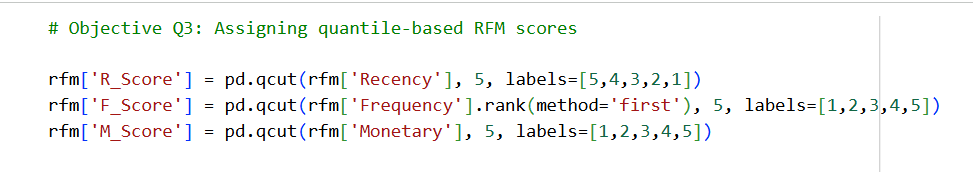 # Objective Q3: Assigning quantile-based RFM scores
rfm['R_Score'] = pd.qcut(rfm['Recency'], 5, labels=[5,4,3,2,1])
rfm['F_Score'] = pd.qcut(rfm['Frequency'].rank(method='first'), 5, labels=[1,2,3,4,5])
rfm['M_Score'] = pd.qcut(rfm['Monetary'], 5, labels=[1,2,3,4,5])